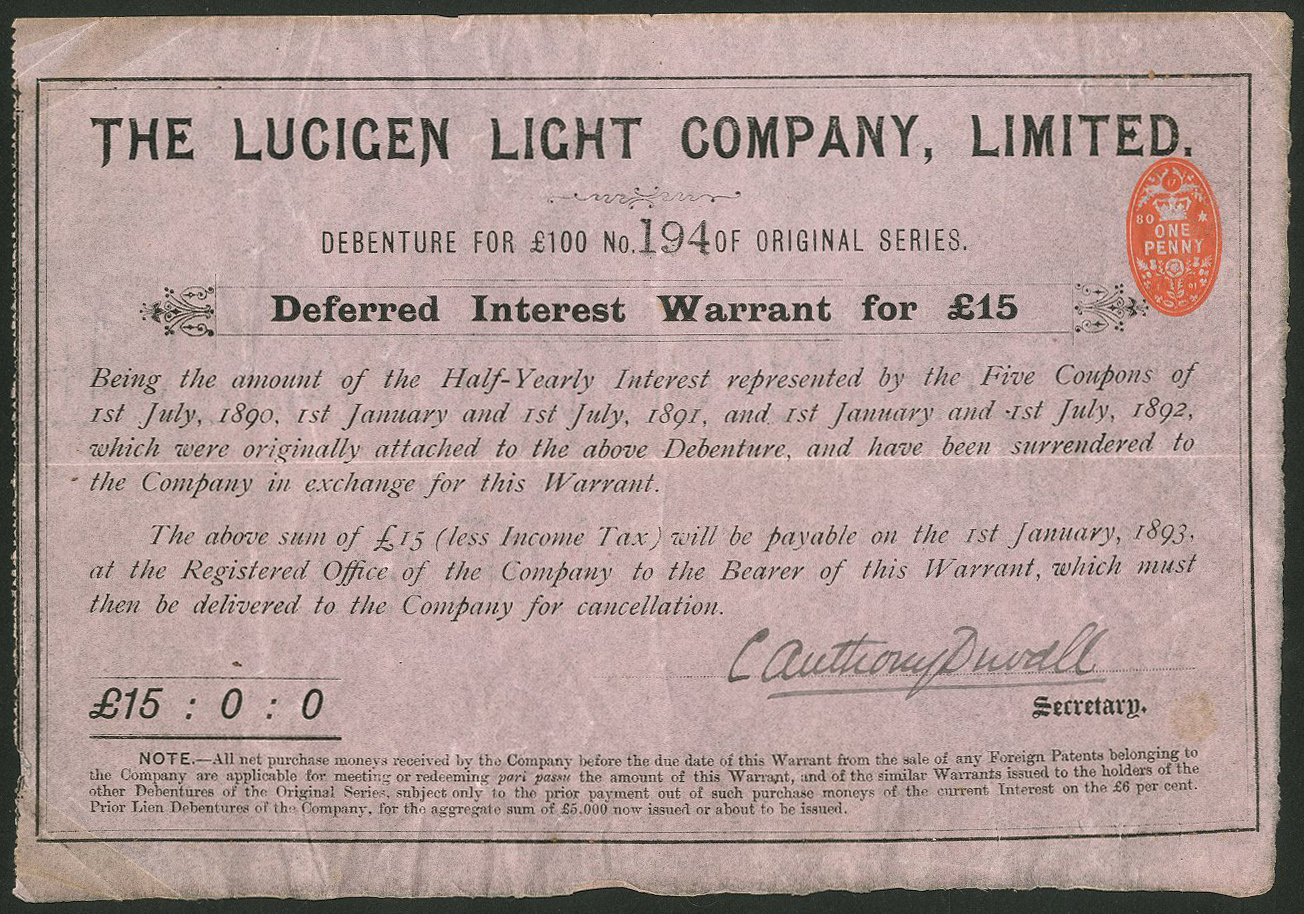 THE LUCIGEN LIGHT COMPANY, LIMITED.
80
ONE
PENNY
DEBENTURE FOR £100 No. 194 OF ORIGINAL SERIES.
Deferred Interest Warrant for £15
Being the amount of the Half-Yearly Interest represented by the Five Coupons of
1st July, 1890, 1st January and 1st July, 1891, and 1st January and 1st July, 1892,
which were originally attached to the above Debenture, and have been surrendered to
the Company in exchange for this Warrant.
The above sum of £15 (less Income Tax) will be payable on the 1st January, 1893,
at the Registered Office of the Company to the Bearer of this Warrant, which must
then be delivered to the Company for cancellation.
C Anthony Duvall
Secretary.
£15 : 0 : 0
NOTE.—All net purchase moneys received by the Company before the due date of this Warrant from the sale of any Foreign Patents belonging to
the Company are applicable for meeting or redeeming pari passu the amount of this Warrant, and of the similar Warrants issued to the holders of the
other Debentures of the Original Series, subject only to the prior payment out of such purchase moneys of the current Interest on the £6 per cent.
Prior Lien Debentures of the Company, for the aggregate sum of £5,000 now issued or about to be issued.